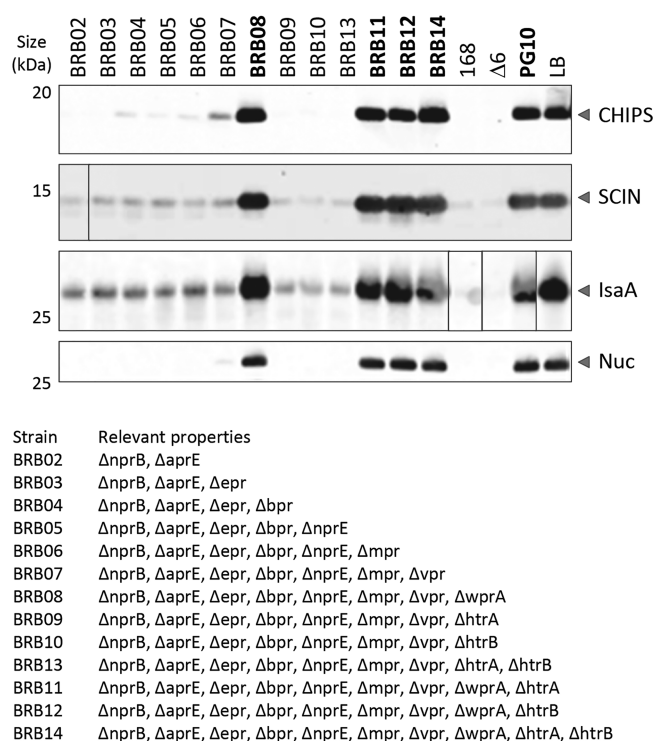 Size
(kDa)
BRB02 BRB03 BRB04 BRB05 BRB06 BRB07 BRB08 BRB09 BRB10 BRB13 BRB11 BRB12 BRB14 168 Δ6 PG10 LB
20
CHIPS
15
SCIN
IsaA
25
Nuc
25
Strain Relevant properties
BRB02 ΔnprB, ΔaprE
BRB03 ΔnprB, ΔaprE, Δepr
BRB04 ΔnprB, ΔaprE, Δepr, Δbpr
BRB05 ΔnprB, ΔaprE, Δepr, Δbpr, ΔnprE
BRB06 ΔnprB, ΔaprE, Δepr, Δbpr, ΔnprE, Δmpr
BRB07 ΔnprB, ΔaprE, Δepr, Δbpr, ΔnprE, Δmpr, Δvpr
BRB08 ΔnprB, ΔaprE, Δepr, Δbpr, ΔnprE, Δmpr, Δvpr, ΔwprA
BRB09 ΔnprB, ΔaprE, Δepr, Δbpr, ΔnprE, Δmpr, Δvpr, ΔhtrA
BRB10 ΔnprB, ΔaprE, Δepr, Δbpr, ΔnprE, Δmpr, Δvpr, ΔhtrB
BRB13 ΔnprB, ΔaprE, Δepr, Δbpr, ΔnprE, Δmpr, Δvpr, ΔhtrA, ΔhtrB
BRB11 ΔnprB, ΔaprE, Δepr, Δbpr, ΔnprE, Δmpr, Δvpr, ΔwprA, ΔhtrA
BRB12 ΔnprB, ΔaprE, Δepr, Δbpr, ΔnprE, Δmpr, Δvpr, ΔwprA, ΔhtrB
BRB14 ΔnprB, ΔaprE, Δepr, Δbpr, ΔnprE, Δmpr, Δvpr, ΔwprA, ΔhtrA, ΔhtrB